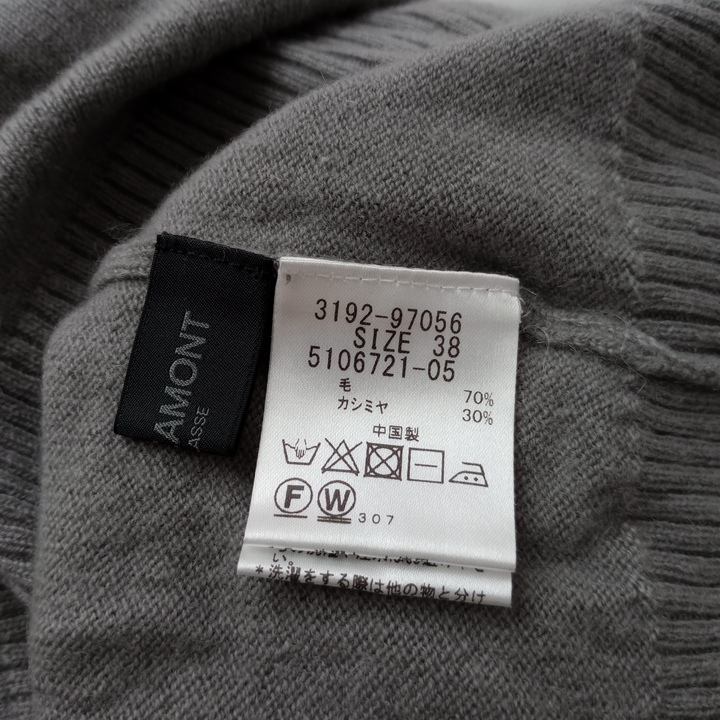 AMONT
ASSE
3192-97056
SIZE 38
5106721-05
毛 70%
カシミヤ 30%
中国製
F W 307
い。
*洗濯をする際は他の物と分け